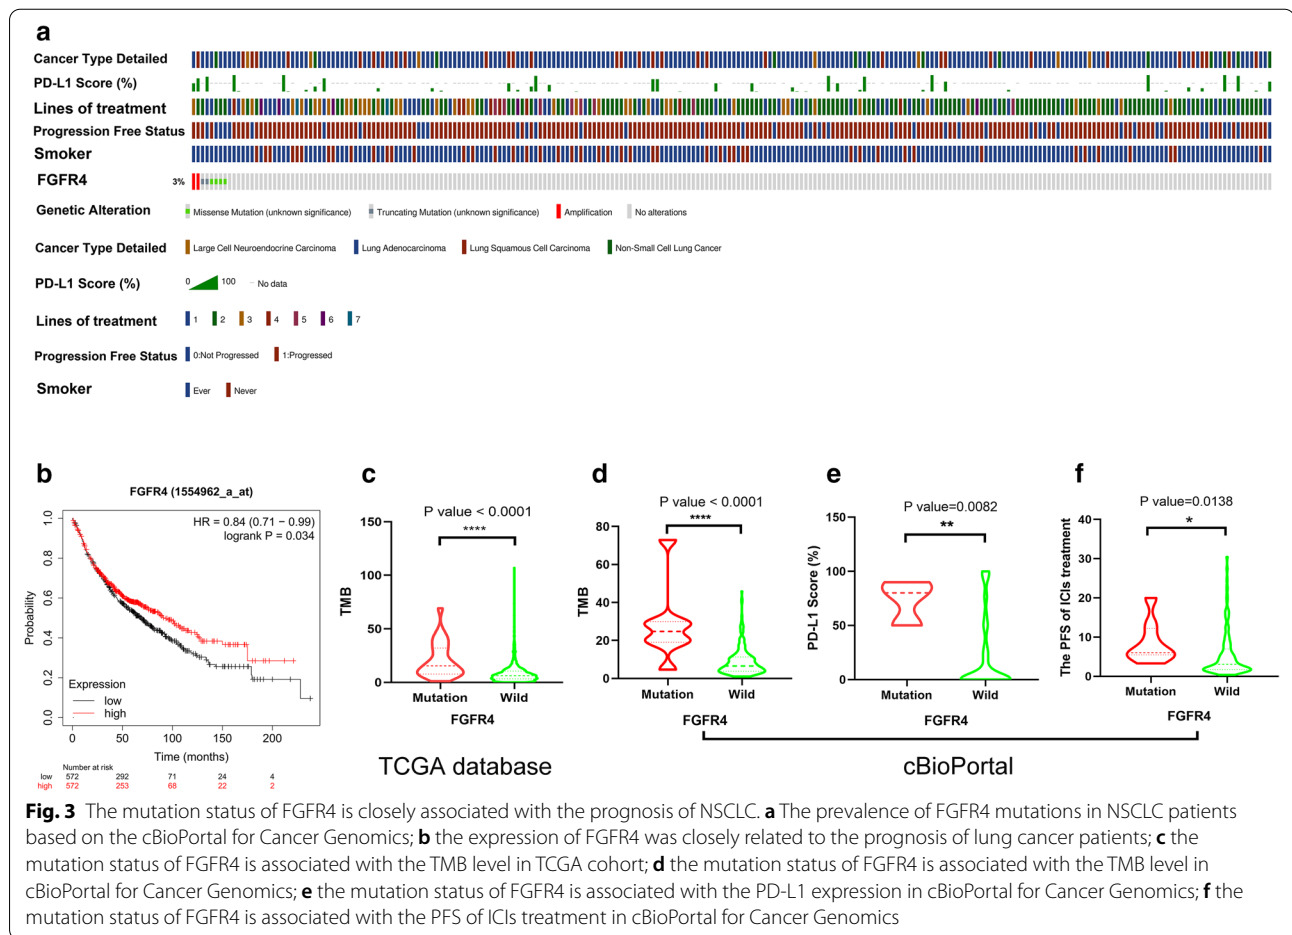 a
Cancer Type Detailed
PD-L1 Score (%)
Lines of treatment
Progression Free Status
Smoker
FGFR4 3%
Genetic Alteration Missense Mutation (unknown significance) Truncating Mutation (unknown significance) Amplification No alterations
Cancer Type Detailed Large Cell Neuroendocrine Carcinoma Lung Adenocarcinoma Lung Squamous Cell Carcinoma Non-Small Cell Lung Cancer
PD-L1 Score (%) 0 100 No data
Lines of treatment 1 2 3 4 5 6 7
Progression Free Status 0:Not Progressed 1:Progressed
Smoker Ever Never
b
FGFR4 (1554962_a_at)
HR = 0.84 (0.71 − 0.99)
logrank P = 0.034
Probability
1.0
0.8
0.6
0.4
0.2
0.0
Expression
low
high
0 50 100 150 200
Time (months)
Number at risk
low 572 292 71 24 4
high 572 253 68 22 2
c
P value < 0.0001
****
TMB
150
100
50
0
Mutation Wild
FGFR4
TCGA database
d
P value < 0.0001
****
TMB
80
60
40
20
0
Mutation Wild
FGFR4
e
P value=0.0082
**
PD-L1 Score (%)
150
100
50
0
Mutation Wild
FGFR4
f
P value=0.0138
*
The PFS of ICIs treatment
40
30
20
10
0
Mutation Wild
FGFR4
cBioPortal
Fig. 3 The mutation status of FGFR4 is closely associated with the prognosis of NSCLC. a The prevalence of FGFR4 mutations in NSCLC patients
based on the cBioPortal for Cancer Genomics; b the expression of FGFR4 was closely related to the prognosis of lung cancer patients; c the
mutation status of FGFR4 is associated with the TMB level in TCGA cohort; d the mutation status of FGFR4 is associated with the TMB level in
cBioPortal for Cancer Genomics; e the mutation status of FGFR4 is associated with the PD-L1 expression in cBioPortal for Cancer Genomics; f the
mutation status of FGFR4 is associated with the PFS of ICIs treatment in cBioPortal for Cancer Genomics